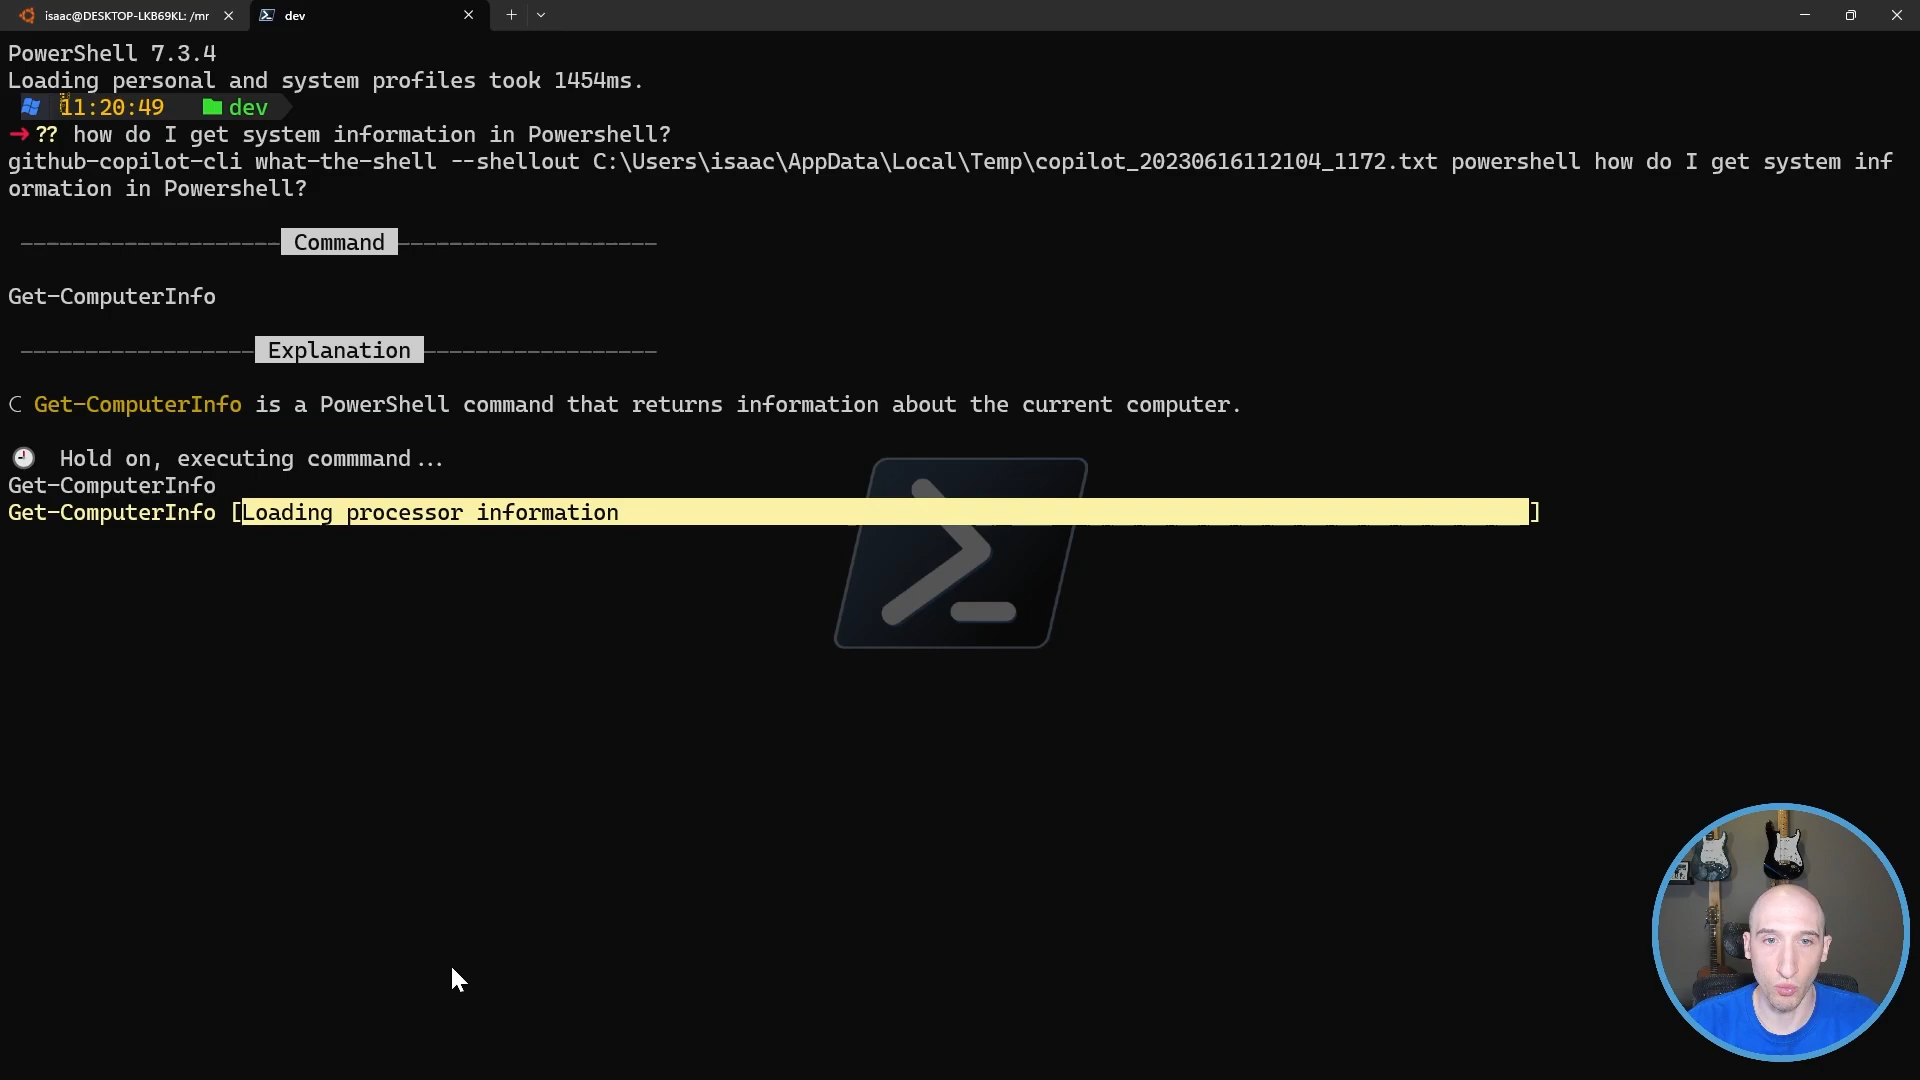 isaac@DESKTOP-LKB69KL: /mr
dev
PowerShell 7.3.4
Loading personal and system profiles took 1454ms.
11:20:49 dev
?? how do I get system information in Powershell?
github-copilot-cli what-the-shell --shellout C:\Users\isaac\AppData\Local\Temp\copilot_20230616112104_1172.txt powershell how do I get system inf
ormation in Powershell?
Command
Get-ComputerInfo
Explanation
Get-ComputerInfo is a PowerShell command that returns information about the current computer.
Hold on, executing commmand...
Get-ComputerInfo
Get-ComputerInfo [Loading processor information ]